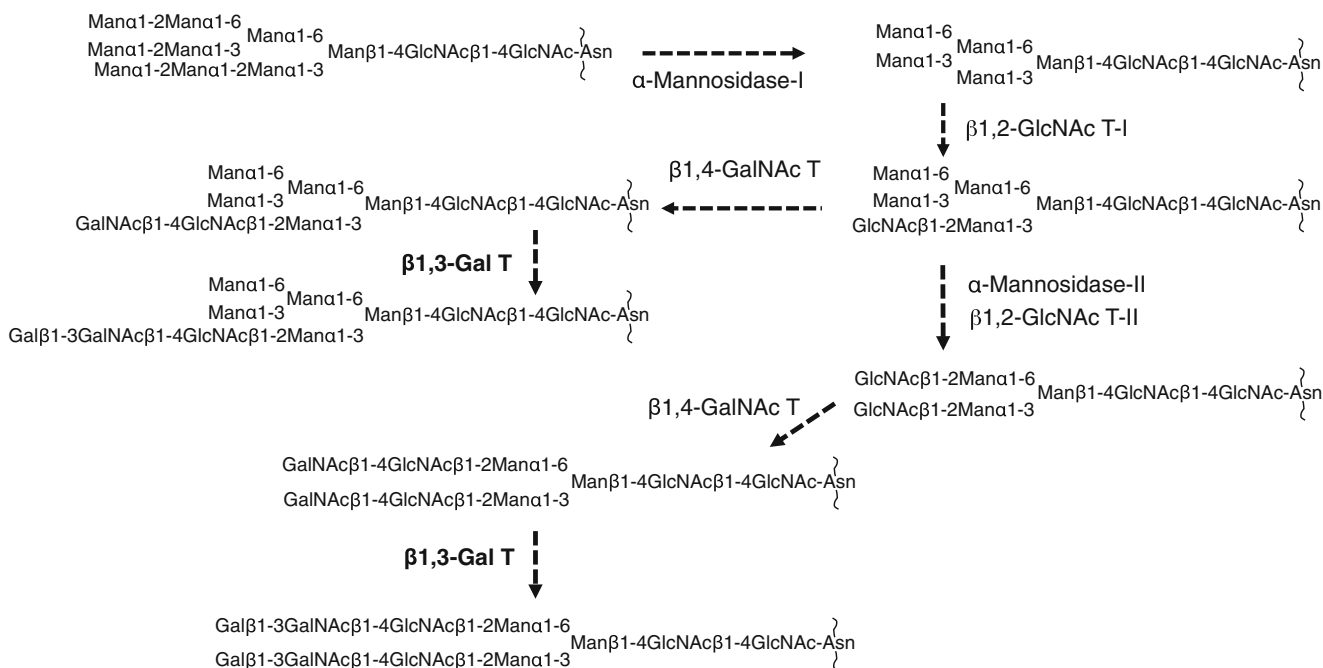 Manα1-2Manα1-6
Manα1-6
Manα1-2Manα1-3
Manβ1-4GlcNAcβ1-4GlcNAc-Asn
Manα1-2Manα1-2Manα1-3
α-Mannosidase-I
Manα1-6
Manα1-6
Manα1-3
Manβ1-4GlcNAcβ1-4GlcNAc-Asn
Manα1-3
β1,2-GlcNAc T-I
Manα1-6
Manα1-6
Manα1-3
Manβ1-4GlcNAcβ1-4GlcNAc-Asn
GlcNAcβ1-2Manα1-3
β1,4-GalNAc T
Manα1-6
Manα1-6
Manα1-3
Manβ1-4GlcNAcβ1-4GlcNAc-Asn
GalNAcβ1-4GlcNAcβ1-2Manα1-3
β1,3-Gal T
Manα1-6
Manα1-6
Manα1-3
Manβ1-4GlcNAcβ1-4GlcNAc-Asn
Galβ1-3GalNAcβ1-4GlcNAcβ1-2Manα1-3
α-Mannosidase-II
β1,2-GlcNAc T-II
GlcNAcβ1-2Manα1-6
Manβ1-4GlcNAcβ1-4GlcNAc-Asn
GlcNAcβ1-2Manα1-3
β1,4-GalNAc T
GalNAcβ1-4GlcNAcβ1-2Manα1-6
Manβ1-4GlcNAcβ1-4GlcNAc-Asn
GalNAcβ1-4GlcNAcβ1-2Manα1-3
β1,3-Gal T
Galβ1-3GalNAcβ1-4GlcNAcβ1-2Manα1-6
Manβ1-4GlcNAcβ1-4GlcNAc-Asn
Galβ1-3GalNAcβ1-4GlcNAcβ1-2Manα1-3